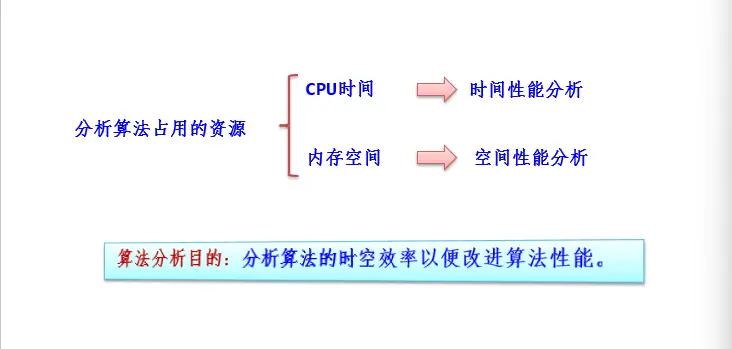 CPU时间
时间性能分析
分析算法占用的资源
内存空间
空间性能分析
算法分析目的：分析算法的时空效率以便改进算法性能。